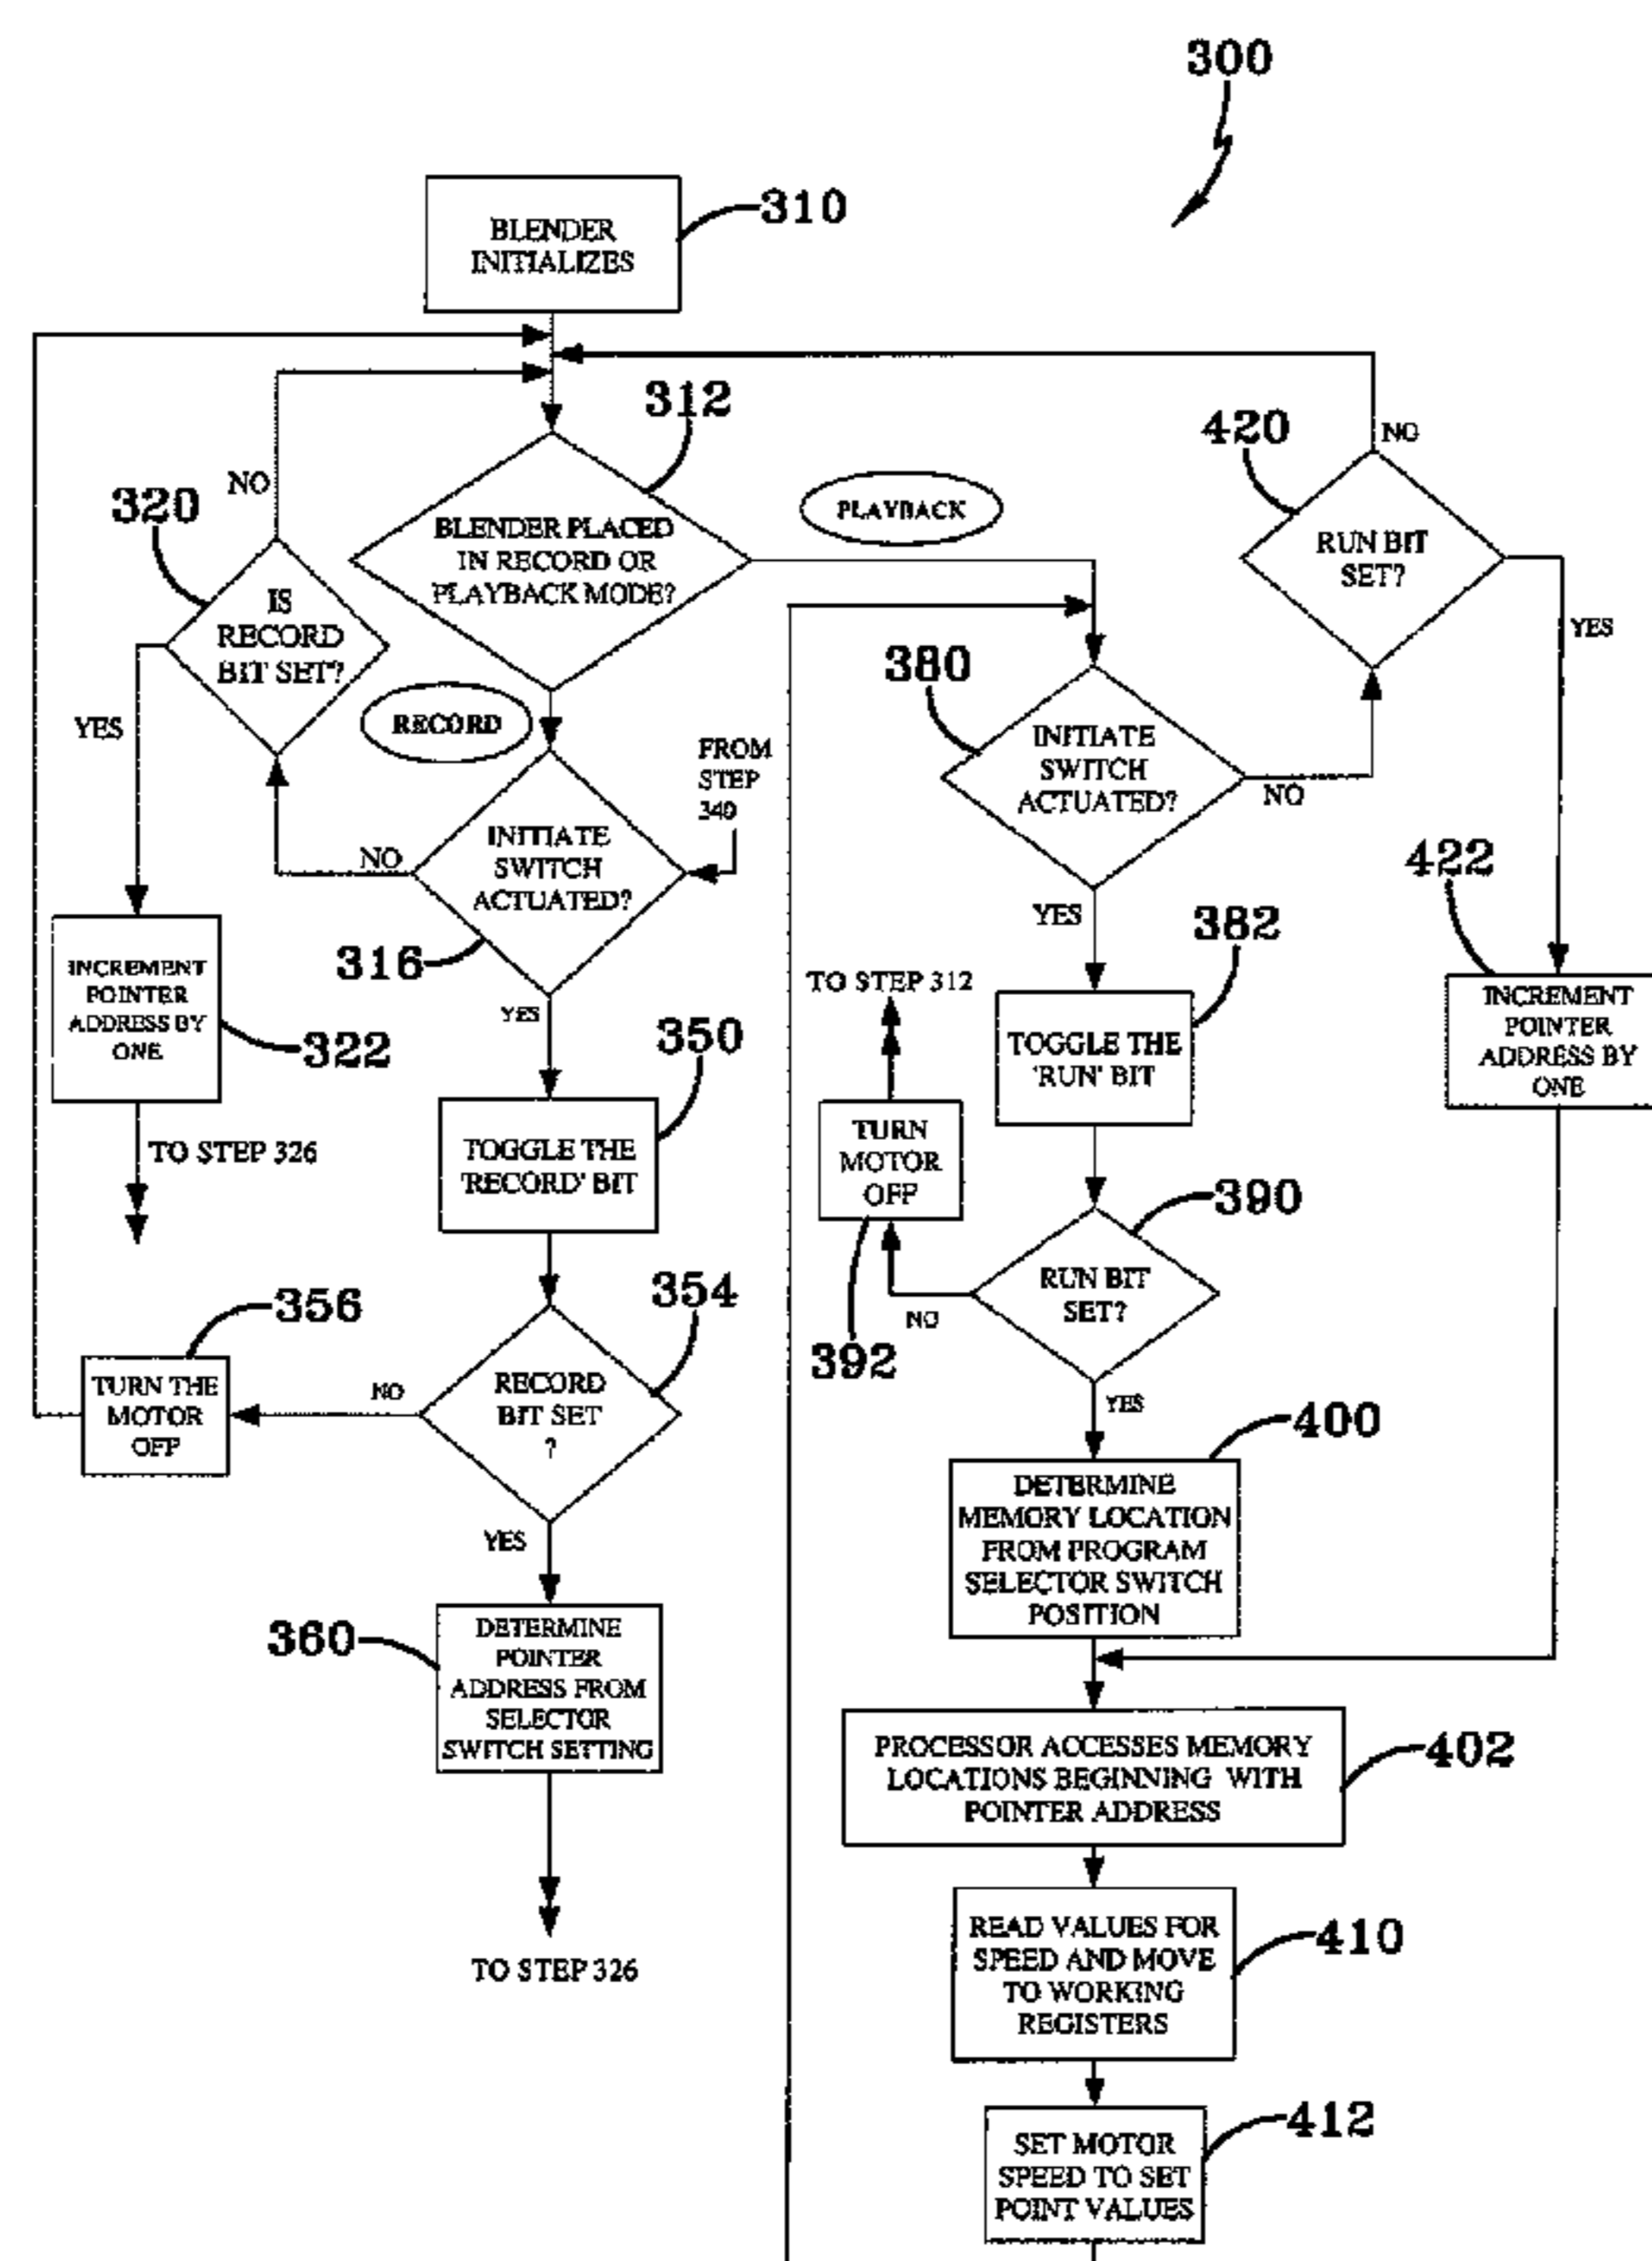 300
310
BLENDER
INITIALIZES
312
BLENDER PLACED
IN RECORD OR
PLAYBACK MODE?
PLAYBACK
420
NO
RUN BIT
SET?
YES
320
NO
IS
RECORD
BIT SET?
YES
RECORD
FROM
STEP
340
380
INITIATE
SWITCH
ACTUATED?
NO
NO
INITIATE
SWITCH
ACTUATED?
316
YES
YES
382
422
INCREMENT
POINTER
ADDRESS BY
ONE
322
TO STEP 326
350
TOGGLE THE
'RECORD' BIT
TO STEP 312
TOGGLE THE
'RUN' BIT
INCREMENT
POINTER
ADDRESS BY
ONE
TURN
MOTOR
OFF
392
NO
390
RUN BIT
SET?
YES
356
TURN THE
MOTOR
OFF
NO
354
RECORD
BIT SET
?
YES
400
DETERMINE
MEMORY LOCATION
FROM PROGRAM
SELECTOR SWITCH
POSITION
360
DETERMINE
POINTER
ADDRESS FROM
SELECTOR
SWITCH SETTING
TO STEP 326
402
PROCESSOR ACCESSES MEMORY
LOCATIONS BEGINNING WITH
POINTER ADDRESS
410
READ VALUES FOR
SPEED AND MOVE
TO WORKING
REGISTERS
412
SET MOTOR
SPEED TO SET
POINT VALUES